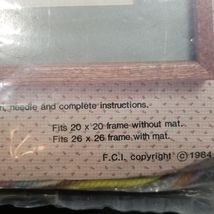 , needle and complete instructions.
Fits 20 x 20 frame without mat.
Fits 26 x 26 frame with mat.
F.C.I. copyright © 1984